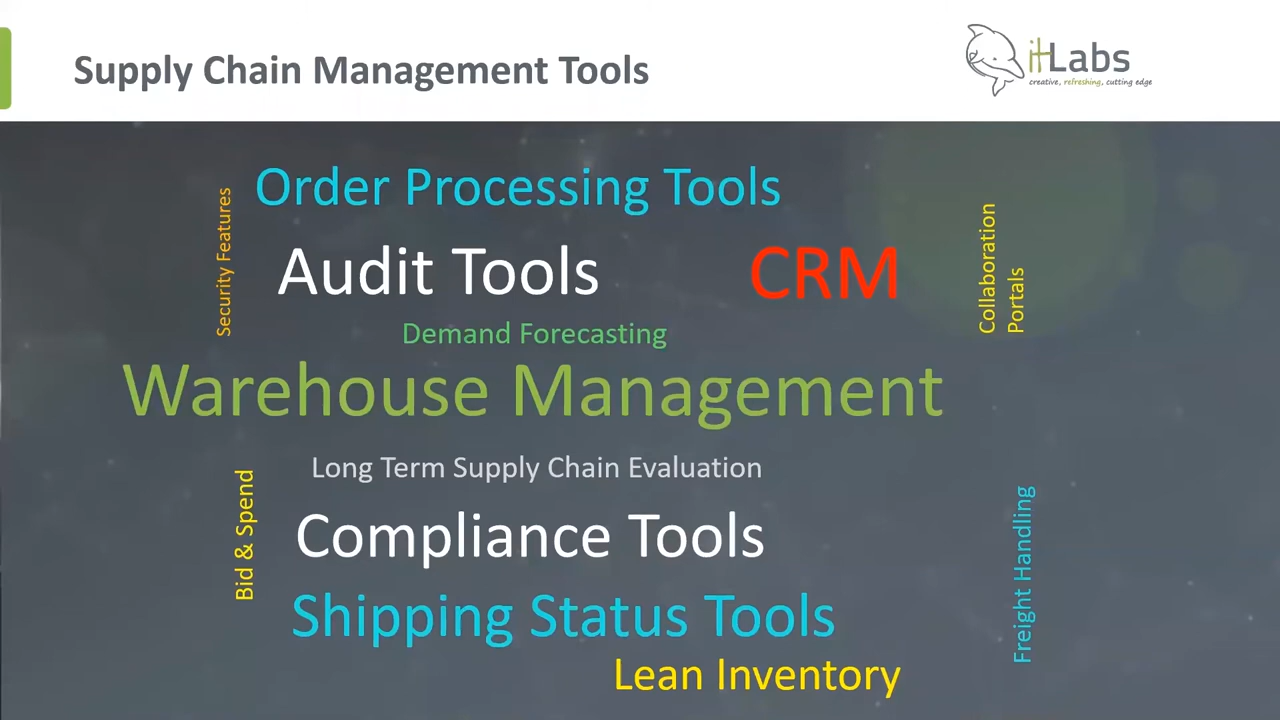 Supply Chain Management Tools
itLabs
creative, refreshing, cutting edge
Order Processing Tools
Security Features
Audit Tools
CRM
Collaboration
Portals
Demand Forecasting
Warehouse Management
Long Term Supply Chain Evaluation
Bid & Spend
Compliance Tools
Freight Handling
Shipping Status Tools
Lean Inventory